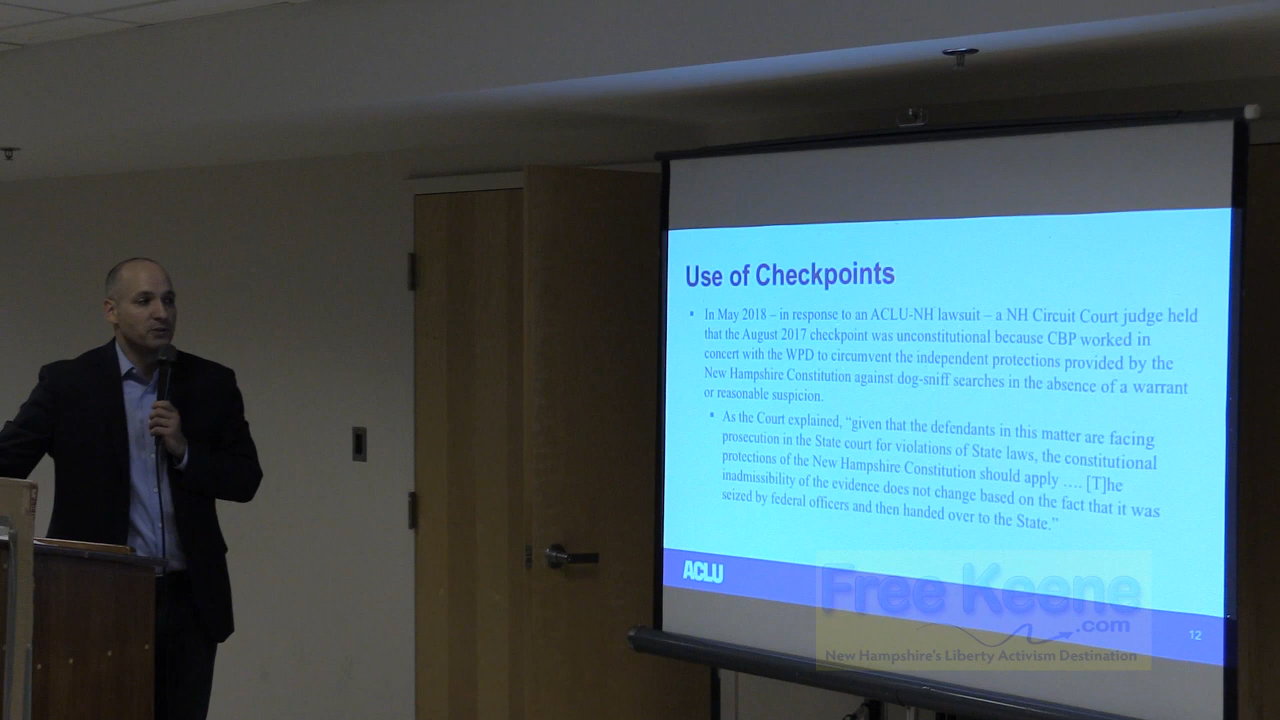 Use of Checkpoints
▪ In May 2018 – in response to an ACLU-NH lawsuit – a NH Circuit Court judge held
that the August 2017 checkpoint was unconstitutional because CBP worked in
concert with the WPD to circumvent the independent protections provided by the
New Hampshire Constitution against dog-sniff searches in the absence of a warrant
or reasonable suspicion.
▪ As the Court explained, “given that the defendants in this matter are facing
prosecution in the State court for violations of State laws, the constitutional
protections of the New Hampshire Constitution should apply …. [T]he
inadmissibility of the evidence does not change based on the fact that it was
seized by federal officers and then handed over to the State.”
ACLU
12
Free Keene
.com
New Hampshire's Liberty Activism Destination